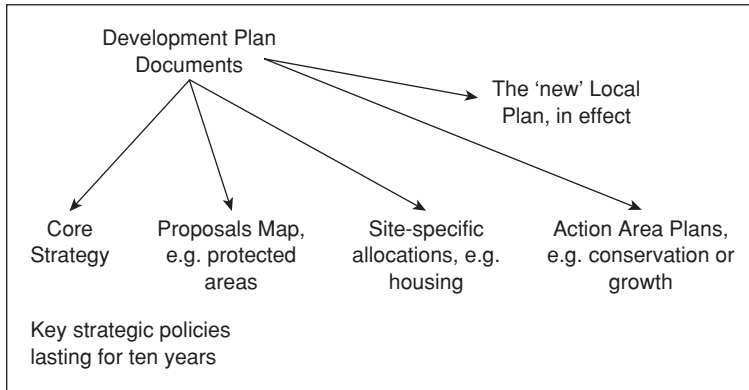 Development Plan
Documents
The ‘new’ Local
Plan, in effect
Core
Strategy
Proposals Map,
e.g. protected
areas
Site-specific
allocations, e.g.
housing
Action Area Plans,
e.g. conservation or
growth
Key strategic policies
lasting for ten years